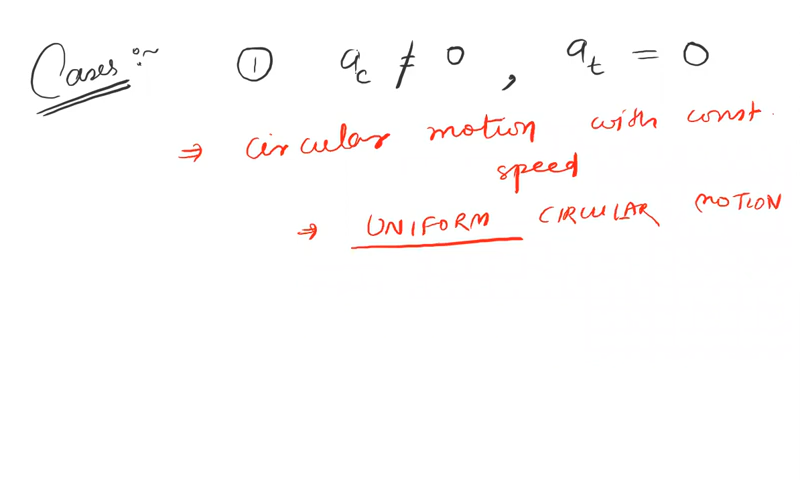 Cases :~ ① a_c ≠ 0 , a_t = 0
⇒ circular motion with const.
speed
⇒ UNIFORM CIRCULAR MOTION